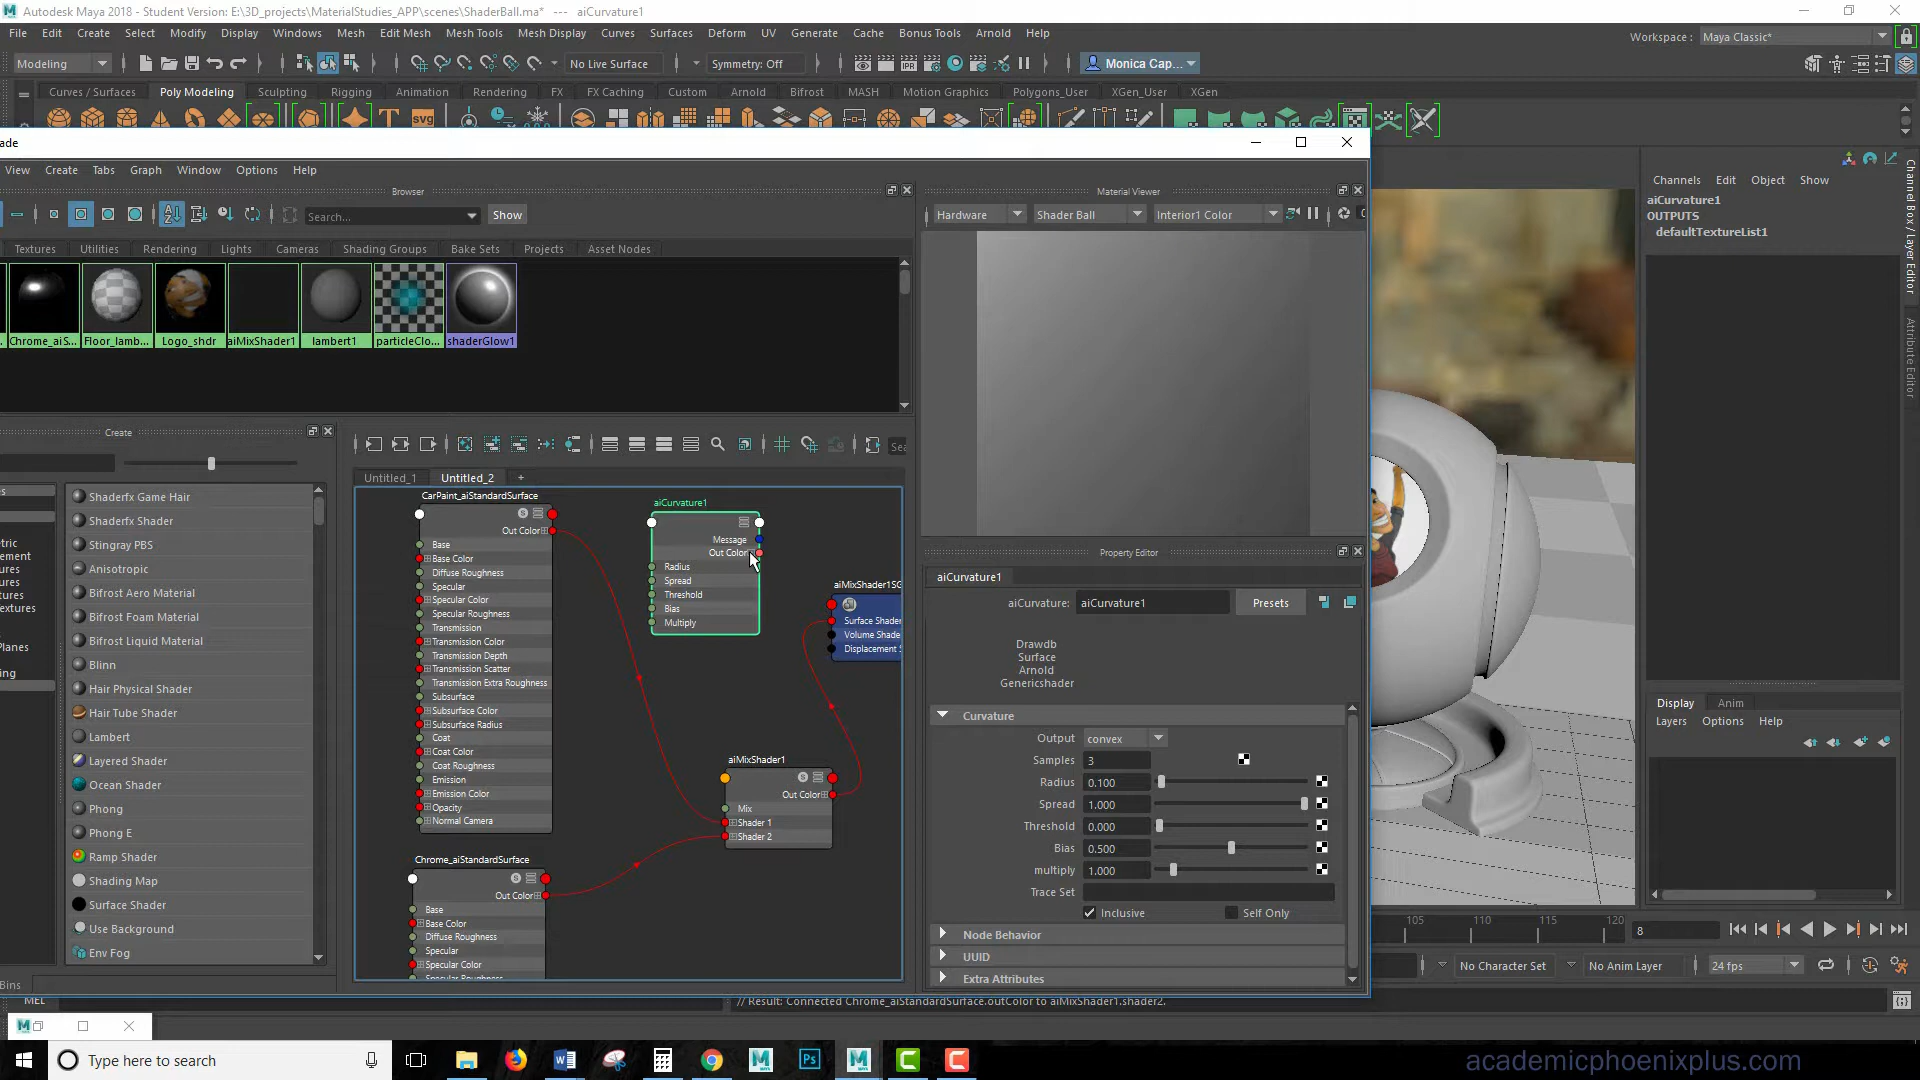 Autodesk Maya 2018 - Student Version: E:\3D_projects\MaterialStudies_APP\scenes\ShaderBall.ma* --- aiCurvature1
File Edit Create Select Modify Display Windows Mesh Edit Mesh Mesh Tools Mesh Display Curves Surfaces Deform UV Generate Cache Bonus Tools Arnold Help
Workspace : Maya Classic*
Modeling No Live Surface Symmetry: Off Monica Cap...
Curves / Surfaces Poly Modeling Sculpting Rigging Animation Rendering FX FX Caching Custom Arnold Bifrost MASH Motion Graphics Polygons_User XGen_User XGen
svg
ade
View Create Tabs Graph Window Options Help
Browser
Search... Show
Textures Utilities Rendering Lights Cameras Shading Groups Bake Sets Projects Asset Nodes
Chrome_aiS... Floor_lamb... Logo_shdr aiMixShader1 lambert1 particleClo... shaderGlow1
Material Viewer
Hardware Shader Ball Interior1 Color
Channels Edit Object Show
aiCurvature1
OUTPUTS
defaultTextureList1
Channel Box / Layer Editor
Attribute Editor
Create
Shaderfx Game Hair
Shaderfx Shader
Stingray PBS
Anisotropic
Bifrost Aero Material
Bifrost Foam Material
Bifrost Liquid Material
Blinn
Hair Physical Shader
Hair Tube Shader
Lambert
Layered Shader
Ocean Shader
Phong
Phong E
Ramp Shader
Shading Map
Surface Shader
Use Background
Env Fog
Untitled_1 Untitled_2 +
CarPaint_aiStandardSurface
Out Color
Base
Base Color
Diffuse Roughness
Specular
Specular Color
Specular Roughness
Transmission
Transmission Color
Transmission Depth
Transmission Scatter
Transmission Extra Roughness
Subsurface
Subsurface Color
Subsurface Radius
Coat
Coat Color
Coat Roughness
Emission
Emission Color
Opacity
Normal Camera
Chrome_aiStandardSurface
Out Color
Base
Base Color
Diffuse Roughness
Specular
Specular Color
aiCurvature1
Message
Out Color
Radius
Spread
Threshold
Bias
Multiply
aiMixShader1SG
Surface Shader
Volume Shade
Displacement S
aiMixShader1
Out Color
Mix
Shader 1
Shader 2
Property Editor
aiCurvature1
aiCurvature: aiCurvature1 Presets
Drawdb
Surface
Arnold
Genericshader
Curvature
Output convex
Samples 3
Radius 0.100
Spread 1.000
Threshold 0.000
Bias 0.500
multiply 1.000
Trace Set
Inclusive Self Only
Node Behavior
UUID
Extra Attributes
Display Anim
Layers Options Help
105 110 115 120
8
No Character Set No Anim Layer 24 fps
Bins
MEL
// Result: Connected Chrome_aiStandardSurface.outColor to aiMixShader1.shader2.
Type here to search
academicphoenixplus.com